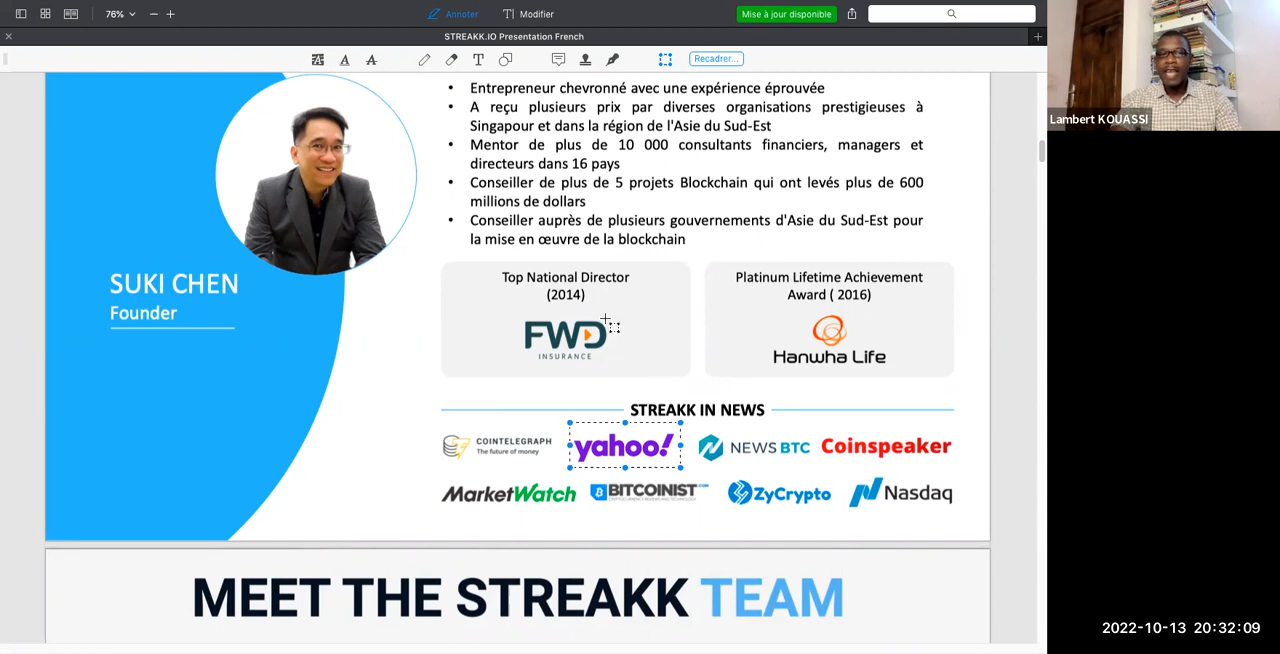 76%
Annoter
Modifier
Mise à jour disponible
STREAKK.IO Presentation French
Recadrer...
Lambert KOUASSI
• Entrepreneur chevronné avec une expérience éprouvée
• A reçu plusieurs prix par diverses organisations prestigieuses à
Singapour et dans la région de l'Asie du Sud-Est
• Mentor de plus de 10 000 consultants financiers, managers et
directeurs dans 16 pays
• Conseiller de plus de 5 projets Blockchain qui ont levés plus de 600
millions de dollars
• Conseiller auprès de plusieurs gouvernements d'Asie du Sud-Est pour
la mise en œuvre de la blockchain
SUKI CHEN
Founder
Top National Director
(2014)
FWD
INSURANCE
Platinum Lifetime Achievement
Award ( 2016)
Hanwha Life
STREAKK IN NEWS
COINTELEGRAPH
The future of money
yahoo!
NEWSBTC
Coinspeaker
MarketWatch
BITCOINIST.COM
ZyCrypto
Nasdaq
MEET THE STREAKK TEAM
2022-10-13 20:32:09